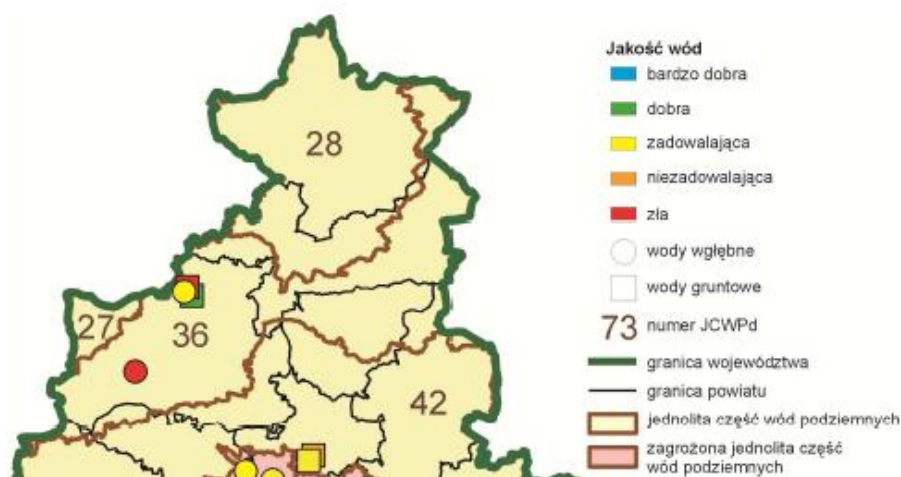 28
27
36
42
Jakość wód
bardzo dobra
dobra
zadowalająca
niezadowalająca
zła
wody wgłębne
wody gruntowe
73 numer JCWPd
granica województwa
granica powiatu
jednolita część wód podziemnych
zagrożona jednolita część
wód podziemnych